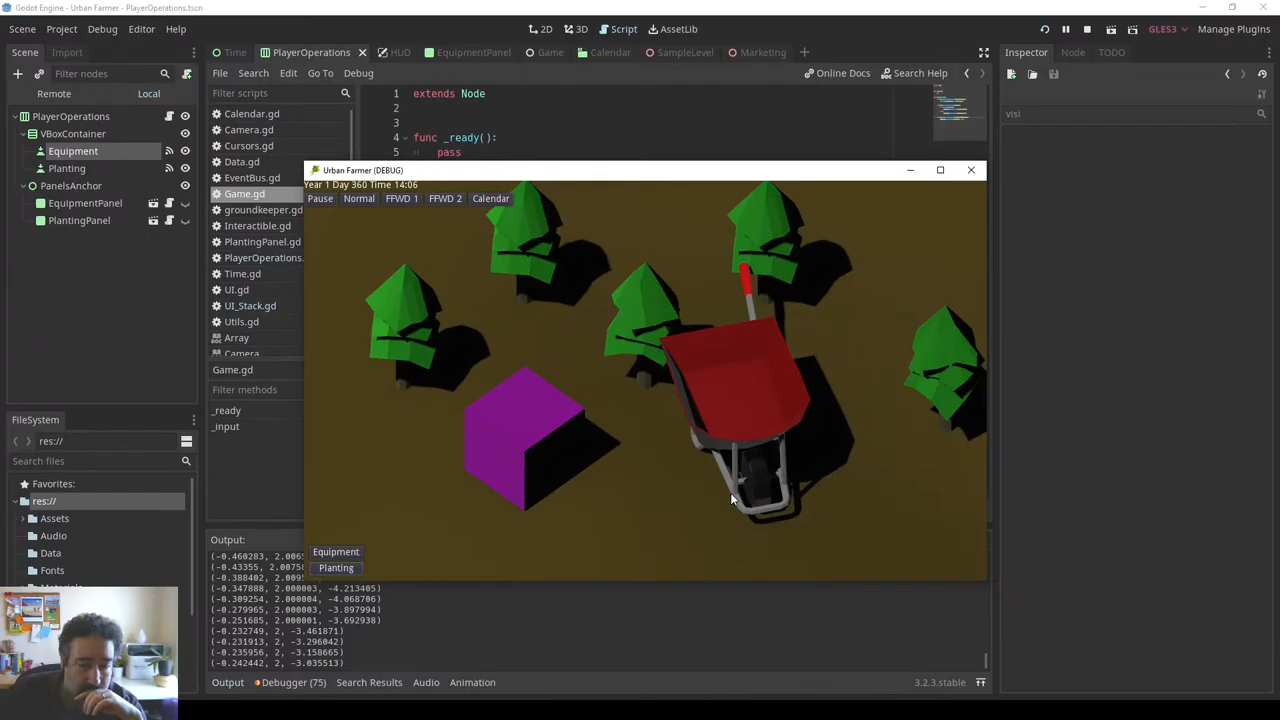 Godot Engine - Urban Farmer - PlayerOperations.tscn
Scene Project Debug Editor Help
2D 3D Script AssetLib
GLES3 Manage Plugins
Scene Import
Time PlayerOperations HUD EquipmentPanel Game Calendar SampleLevel Marketing
Inspector Node TODO
Filter nodes
File Search Edit Go To Debug
Online Docs Search Help
Remote Local
Filter scripts
1 extends Node
2
3
4 func _ready():
5 pass
visi
PlayerOperations
VBoxContainer
Equipment
Planting
PanelsAnchor
EquipmentPanel
PlantingPanel
Calendar.gd
Camera.gd
Cursors.gd
Data.gd
EventBus.gd
Game.gd
groundkeeper.gd
Interactible.gd
PlantingPanel.gd
PlayerOperations.
Time.gd
UI.gd
UI_Stack.gd
Utils.gd
Array
Camera
Game.gd
Filter methods
_ready
_input
Urban Farmer (DEBUG)
Year 1 Day 360 Time 14:06
Pause Normal FFWD 1 FFWD 2 Calendar
Equipment
Planting
FileSystem
res://
Search files
Favorites:
res://
Assets
Audio
Data
Fonts
Output:
(-0.460283, 2.0065
(-0.43355, 2.00758
(-0.388402, 2.0095
(-0.347888, 2.000003, -4.213405)
(-0.309254, 2.000004, -4.068706)
(-0.279965, 2.000005, -3.897994)
(-0.251685, 2.000001, -3.692938)
(-0.232749, 2, -3.461871)
(-0.231913, 2, -3.296042)
(-0.235956, 2, -3.158665)
(-0.242442, 2, -3.035513)
Output Debugger (75) Search Results Audio Animation
3.2.3.stable